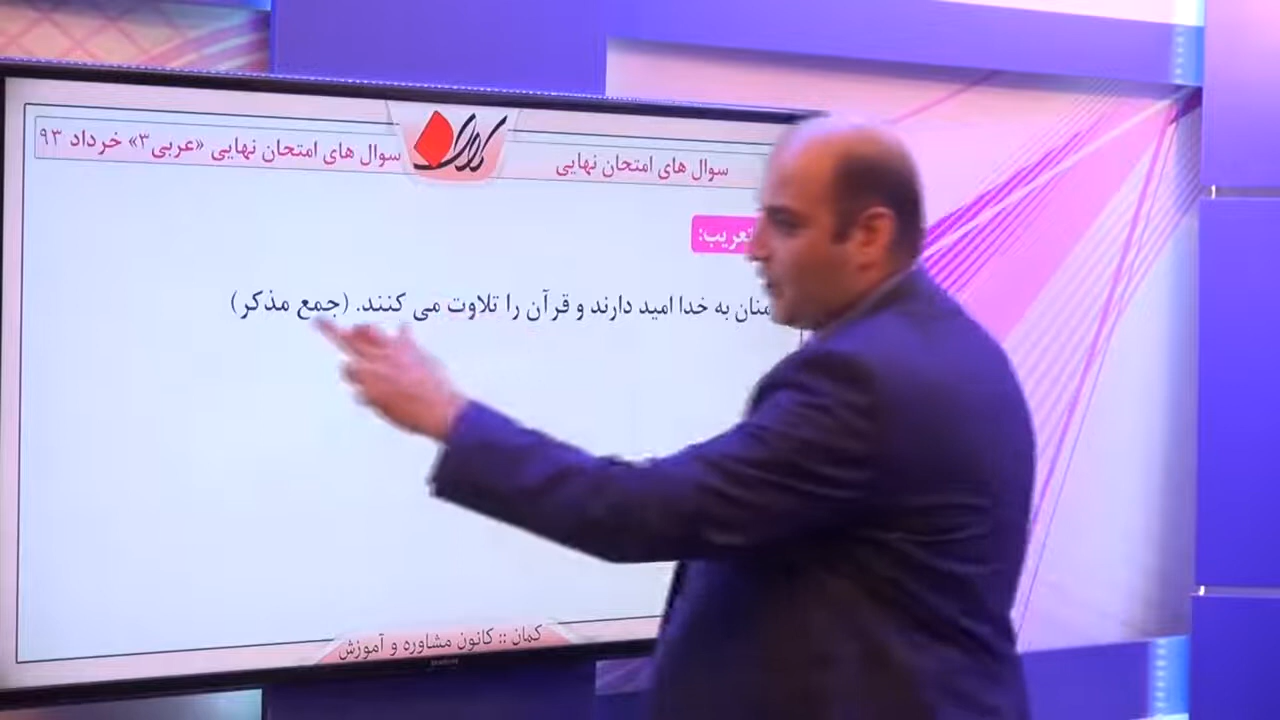 سوال های امتحان نهایی
سوال های امتحان نهایی «عربی۳» خرداد ۹۳
تعریب:
به خدا امید دارند و قرآن را تلاوت می کنند. (جمع مذکر)
کمان :: کانون مشاوره و آموزش